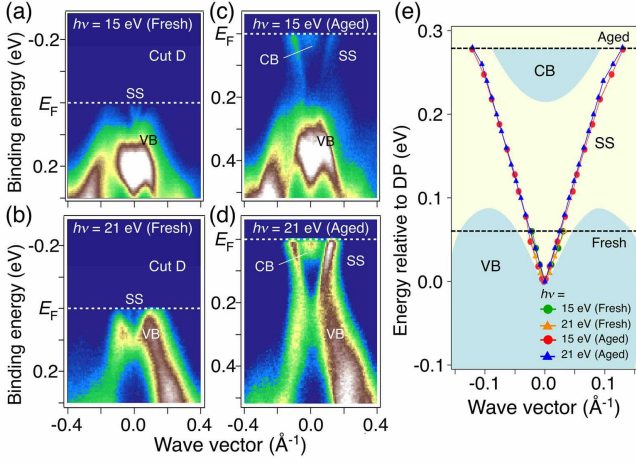 (a) hν = 15 eV (Fresh)
Cut D
-0.2
SS
E_F
VB
0.2
Binding energy (eV)
(b) hν = 21 eV (Fresh)
-0.2
Cut D
SS
E_F
VB
0.2
Binding energy (eV)
-0.4 0.0 0.4
(c) hν = 15 eV (Aged)
E_F
CB SS
0.2
VB
0.4
(d) hν = 21 eV (Aged)
E_F
CB SS
0.2
VB
0.4
-0.4 0.0 0.4
Wave vector (Å⁻¹)
(e)
Aged
0.3
CB
0.2
SS
0.1
Fresh
VB
0.0
-0.1
Energy relative to DP (eV)
hν =
15 eV (Fresh)
21 eV (Fresh)
15 eV (Aged)
21 eV (Aged)
-0.1 0.0 0.1
Wave vector (Å⁻¹)